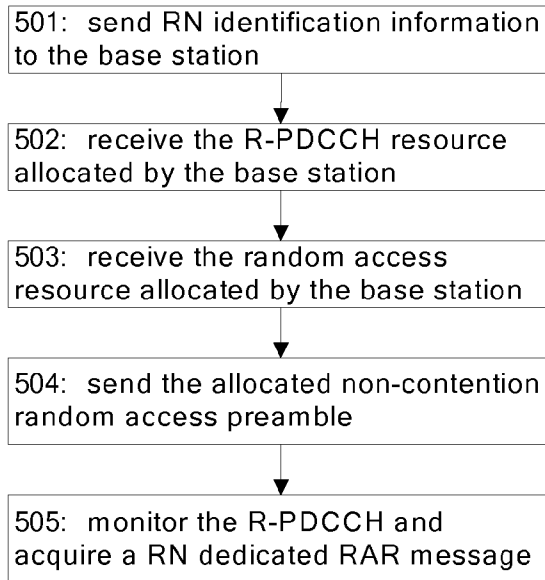 501: send RN identification information
to the base station
502: receive the R-PDCCH resource
allocated by the base station
503: receive the random access
resource allocated by the base station
504: send the allocated non-contention
random access preamble
505: monitor the R-PDCCH and
acquire a RN dedicated RAR message